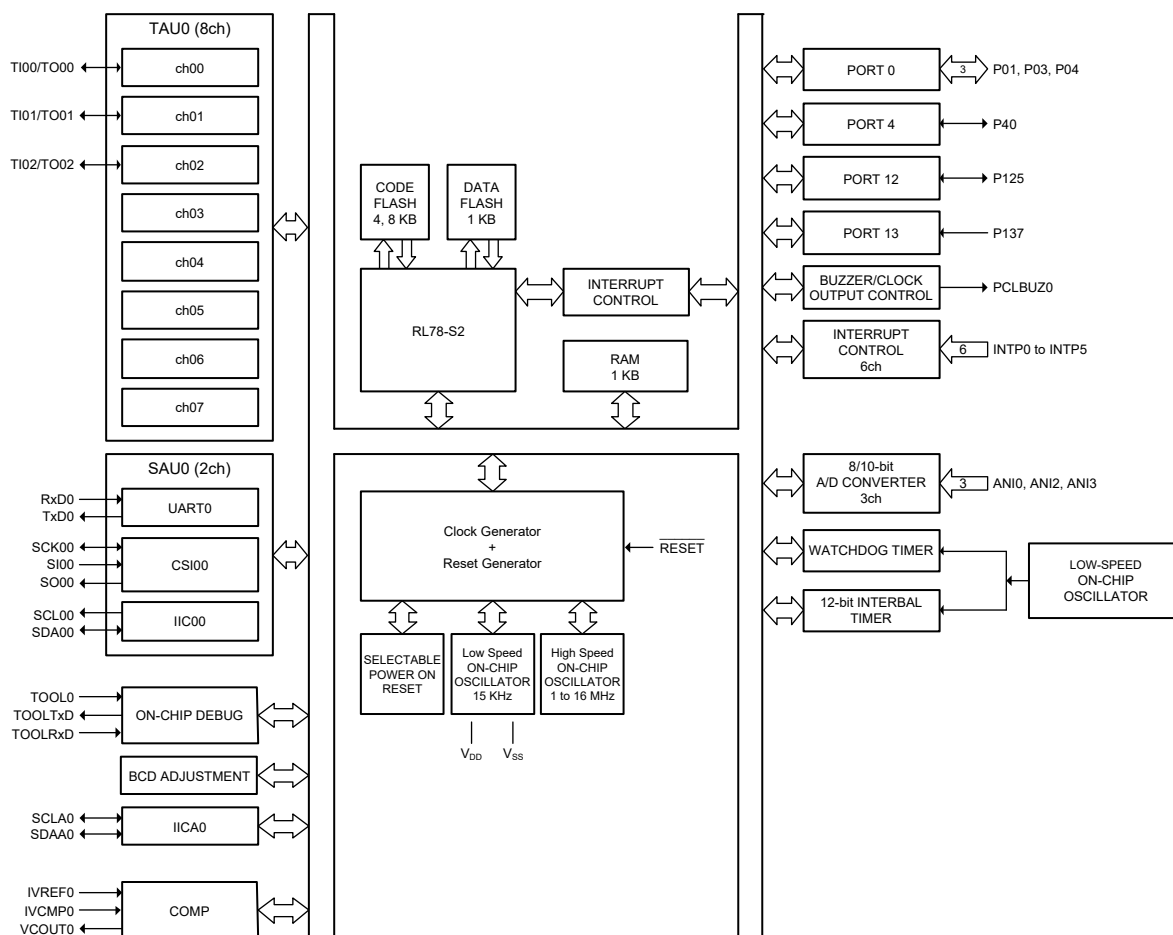 TAU0 (8ch)
TI00/TO00
ch00
TI01/TO01
ch01
TI02/TO02
ch02
ch03
ch04
ch05
ch06
ch07
SAU0 (2ch)
RxD0
TxD0
UART0
SCK00
SI00
SO00
CSI00
SCL00
SDA00
IIC00
TOOL0
TOOLTxD
TOOLRxD
ON-CHIP DEBUG
BCD ADJUSTMENT
SCLA0
SDAA0
IICA0
IVREF0
IVCMP0
VCOUT0
COMP
CODE
FLASH
4, 8 KB
DATA
FLASH
1 KB
RL78-S2
INTERRUPT
CONTROL
RAM
1 KB
Clock Generator
+
Reset Generator
RESET
SELECTABLE
POWER ON
RESET
Low Speed
ON-CHIP
OSCILLATOR
15 KHz
High Speed
ON-CHIP
OSCILLATOR
1 to 16 MHz
VDD
VSS
PORT 0
3
P01, P03, P04
PORT 4
P40
PORT 12
P125
PORT 13
P137
BUZZER/CLOCK
OUTPUT CONTROL
PCLBUZ0
INTERRUPT
CONTROL
6ch
6
INTP0 to INTP5
8/10-bit
A/D CONVERTER
3ch
3
ANI0, ANI2, ANI3
WATCHDOG TIMER
12-bit INTERBAL
TIMER
LOW-SPEED
ON-CHIP
OSCILLATOR